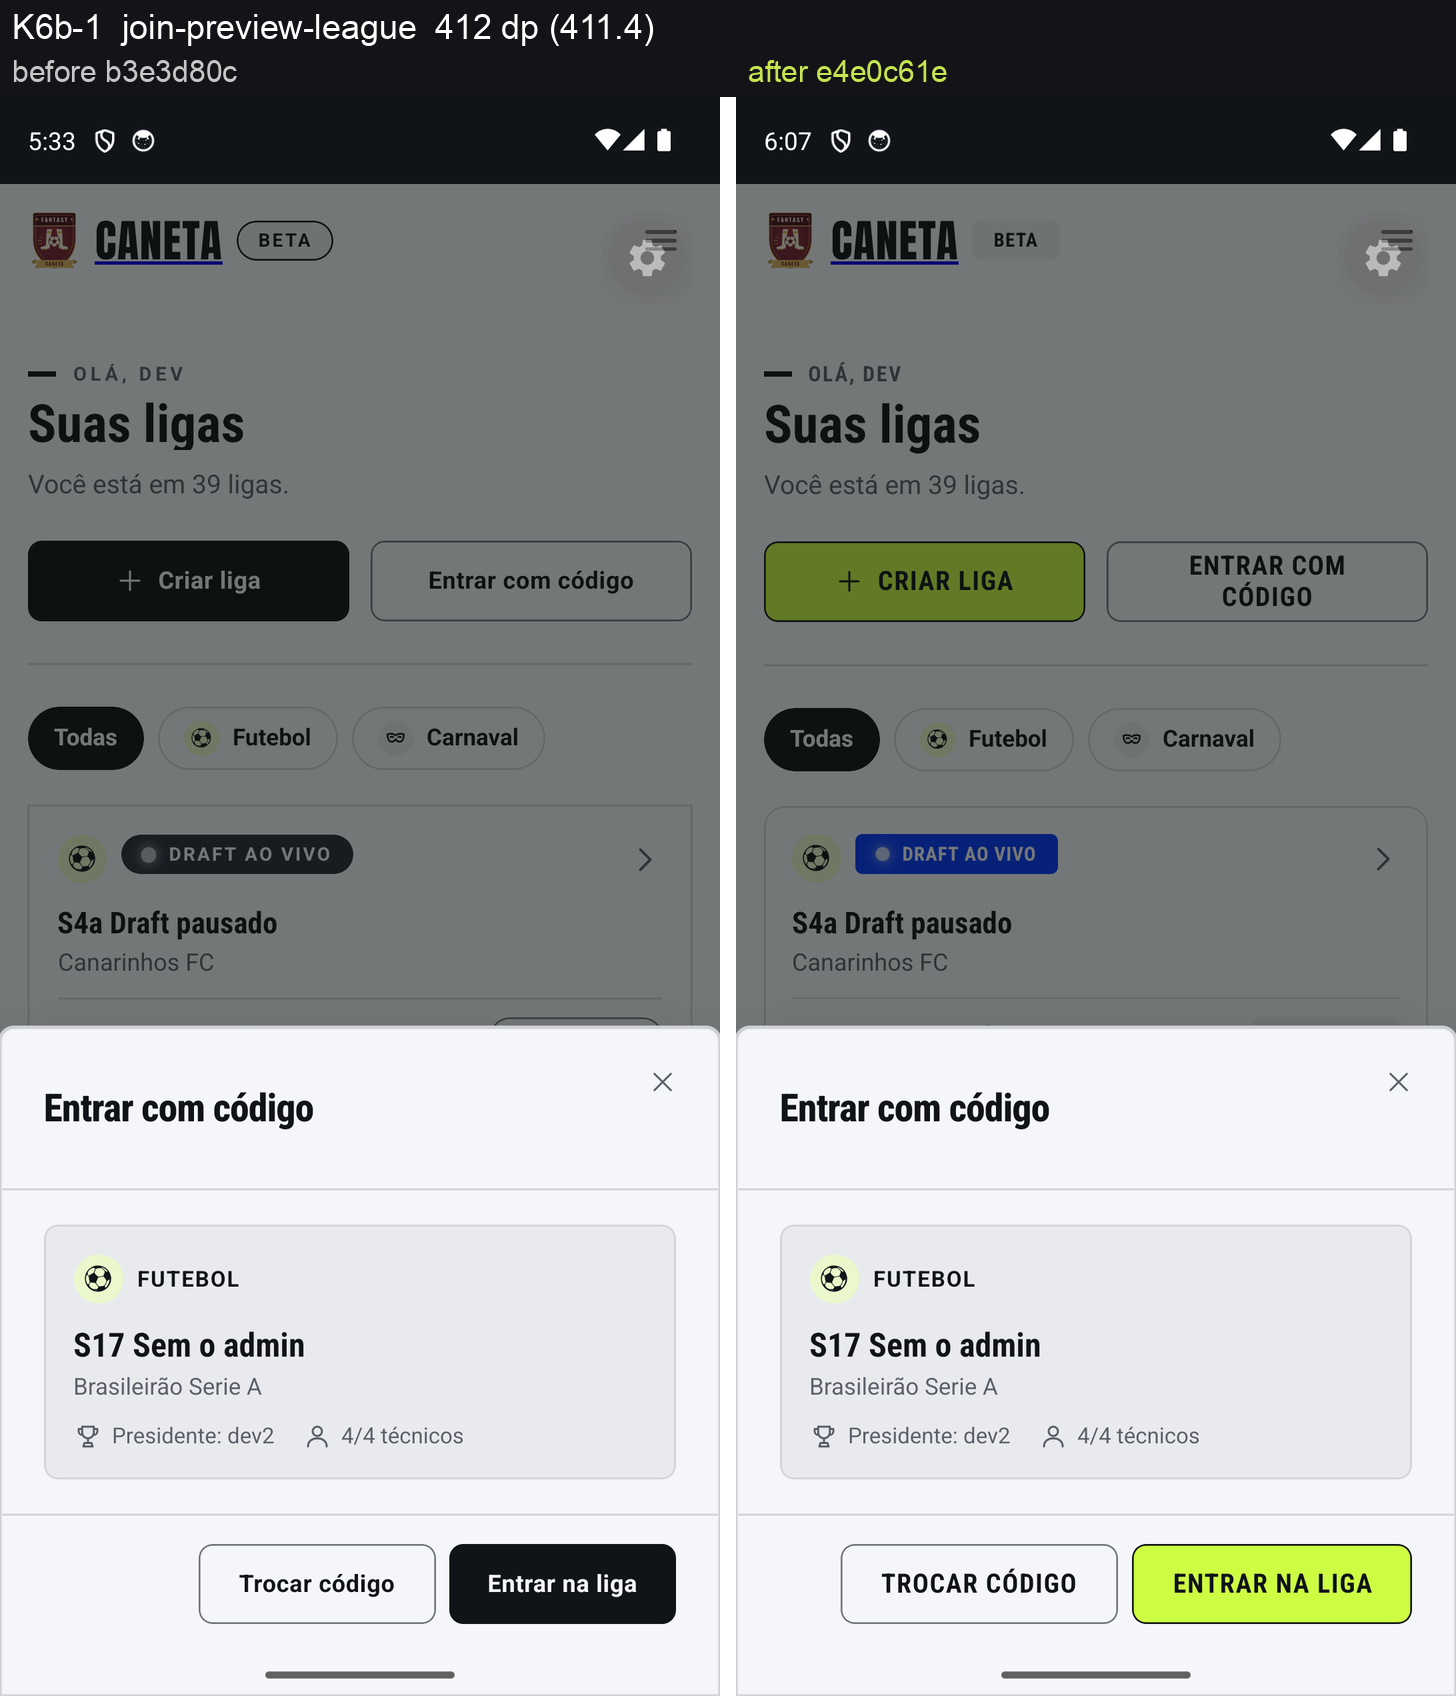 K6b-1 join-preview-league 412 dp (411.4)
before b3e3d80c
5:33
FANTASY
CANETA
CANETA
BETA
OLÁ, DEV
Suas ligas
Você está em 39 ligas.
Criar liga
Entrar com código
Todas
Futebol
Carnaval
DRAFT AO VIVO
S4a Draft pausado
Canarinhos FC
Entrar com código
FUTEBOL
S17 Sem o admin
Brasileirão Serie A
Presidente: dev2
4/4 técnicos
Trocar código
Entrar na liga
after e4e0c61e
6:07
FANTASY
CANETA
CANETA
BETA
OLÁ, DEV
Suas ligas
Você está em 39 ligas.
CRIAR LIGA
ENTRAR COM
CÓDIGO
Todas
Futebol
Carnaval
DRAFT AO VIVO
S4a Draft pausado
Canarinhos FC
Entrar com código
FUTEBOL
S17 Sem o admin
Brasileirão Serie A
Presidente: dev2
4/4 técnicos
TROCAR CÓDIGO
ENTRAR NA LIGA